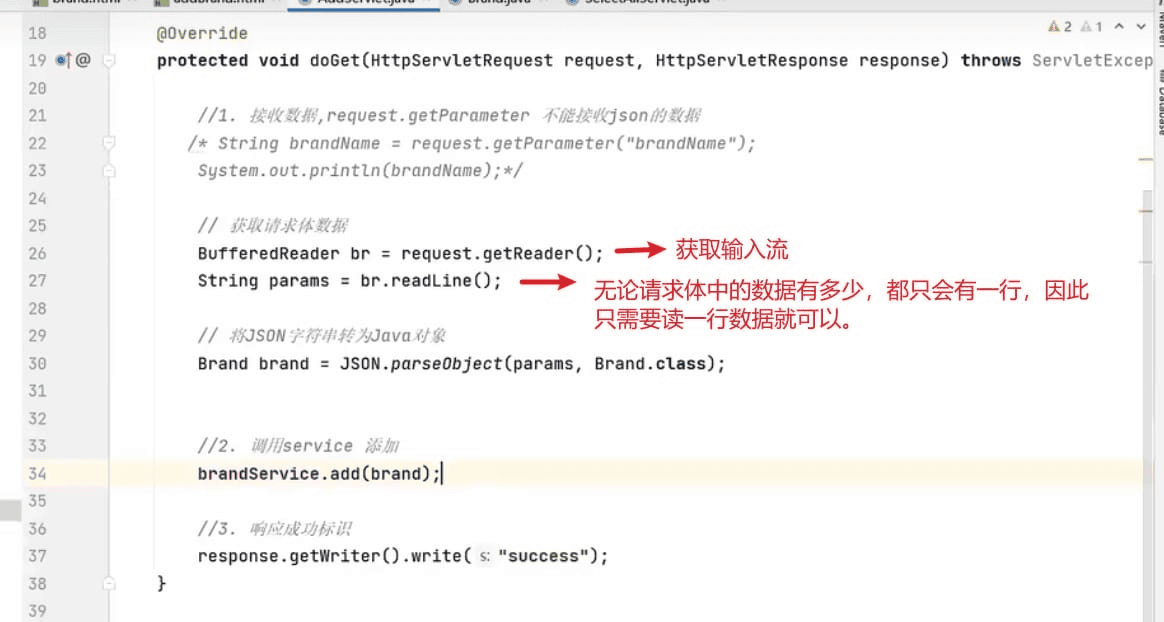 brand.html addBrand.html AddServlet.java Brand.java SelectAllServlet.java
18 @Override 2 1
19 @ protected void doGet(HttpServletRequest request, HttpServletResponse response) throws ServletExcep
20
21 //1. 接收数据,request.getParameter 不能接收json的数据
22 /* String brandName = request.getParameter("brandName");
23 System.out.println(brandName);*/
24
25 // 获取请求体数据
26 BufferedReader br = request.getReader(); 获取输入流
27 String params = br.readLine(); 无论请求体中的数据有多少，都只会有一行，因此
只需要读一行数据就可以。
28
29 // 将JSON字符串转为Java对象
30 Brand brand = JSON.parseObject(params, Brand.class);
31
32
33 //2. 调用service 添加
34 brandService.add(brand);
35
36 //3. 响应成功标识
37 response.getWriter().write( s: "success");
38 }
39
Maven
Database